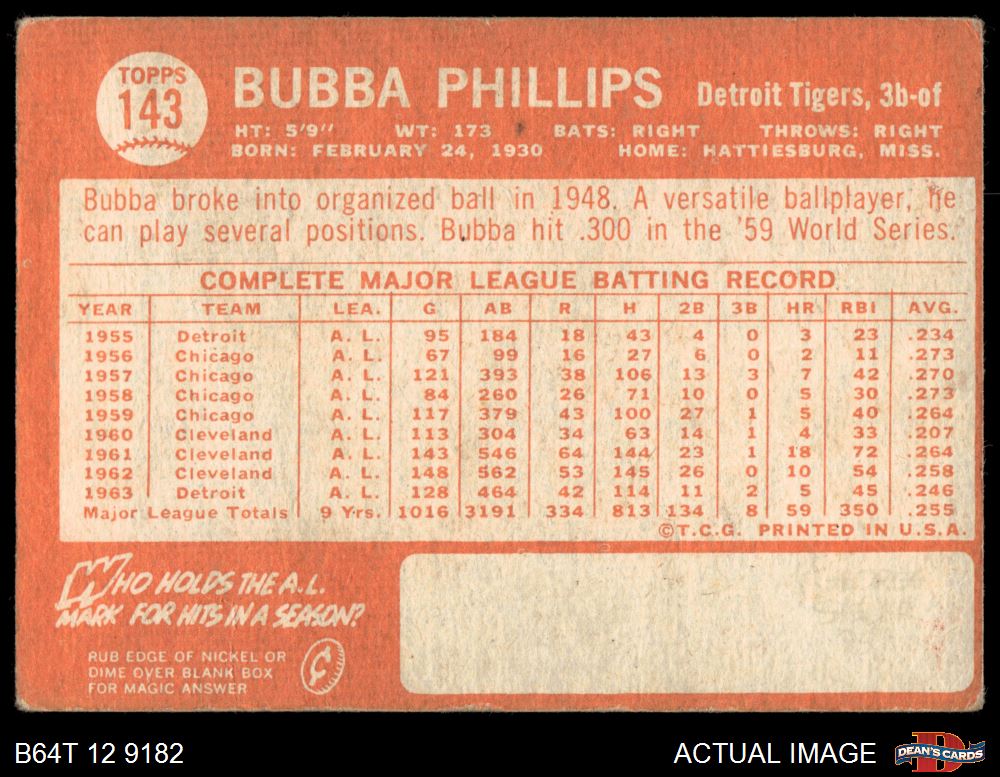 TOPPS
143
BUBBA PHILLIPS Detroit Tigers, 3b-of
HT: 5'9" WT: 173 BATS: RIGHT THROWS: RIGHT
BORN: FEBRUARY 24, 1930 HOME: HATTIESBURG, MISS.
Bubba broke into organized ball in 1948. A versatile ballplayer, he
can play several positions. Bubba hit .300 in the '59 World Series.
COMPLETE MAJOR LEAGUE BATTING RECORD
YEAR TEAM LEA. G AB R H 2B 3B HR RBI AVG.
1955 Detroit A. L. 95 184 18 43 4 0 3 23 .234
1956 Chicago A. L. 67 99 16 27 6 0 2 11 .273
1957 Chicago A. L. 121 393 38 106 13 3 7 42 .270
1958 Chicago A. L. 84 260 26 71 10 0 5 30 .273
1959 Chicago A. L. 117 379 43 100 27 1 5 40 .264
1960 Cleveland A. L. 113 304 34 63 14 1 4 33 .207
1961 Cleveland A. L. 143 546 64 144 23 1 18 72 .264
1962 Cleveland A. L. 148 562 53 145 26 0 10 54 .258
1963 Detroit A. L. 128 464 42 114 11 2 5 45 .246
Major League Totals 9 Yrs. 1016 3191 334 813 134 8 59 350 .255
©T.C.G. PRINTED IN U.S.A.
WHO HOLDS THE A.L.
MARK FOR HITS IN A SEASON?
RUB EDGE OF NICKEL OR
DIME OVER BLANK BOX
FOR MAGIC ANSWER
¢
B64T 12 9182
ACTUAL IMAGE
DEAN'S CARDS